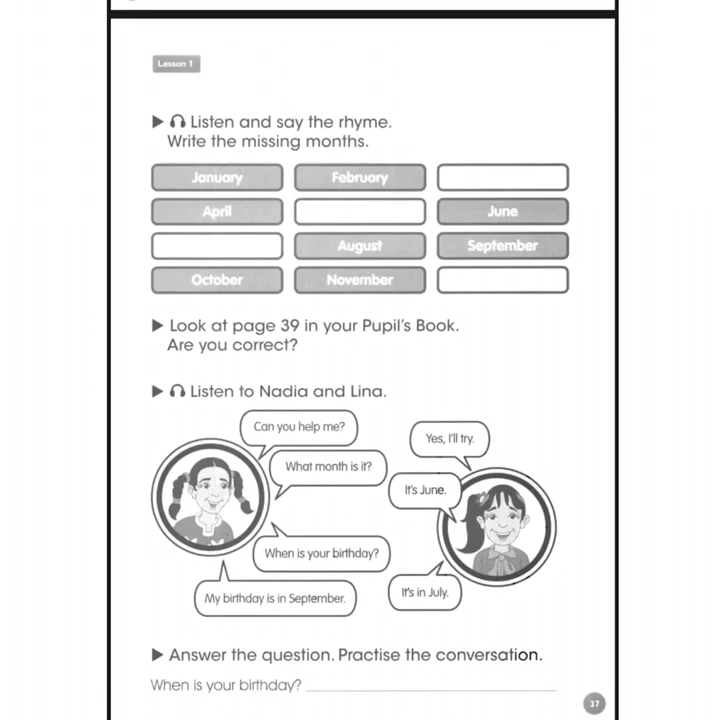 Lesson 1
Listen and say the rhyme.
Write the missing months.
January February
April June
August September
October November
Look at page 39 in your Pupil's Book.
Are you correct?
Listen to Nadia and Lina.
Can you help me?
Yes, I'll try.
What month is it?
It's June.
When is your birthday?
It's in July.
My birthday is in September.
Answer the question. Practise the conversation.
When is your birthday?
37